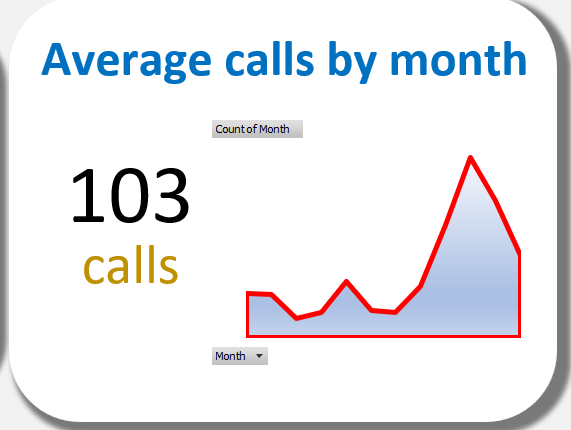 Average calls by month
Count of Month
103
calls
Month